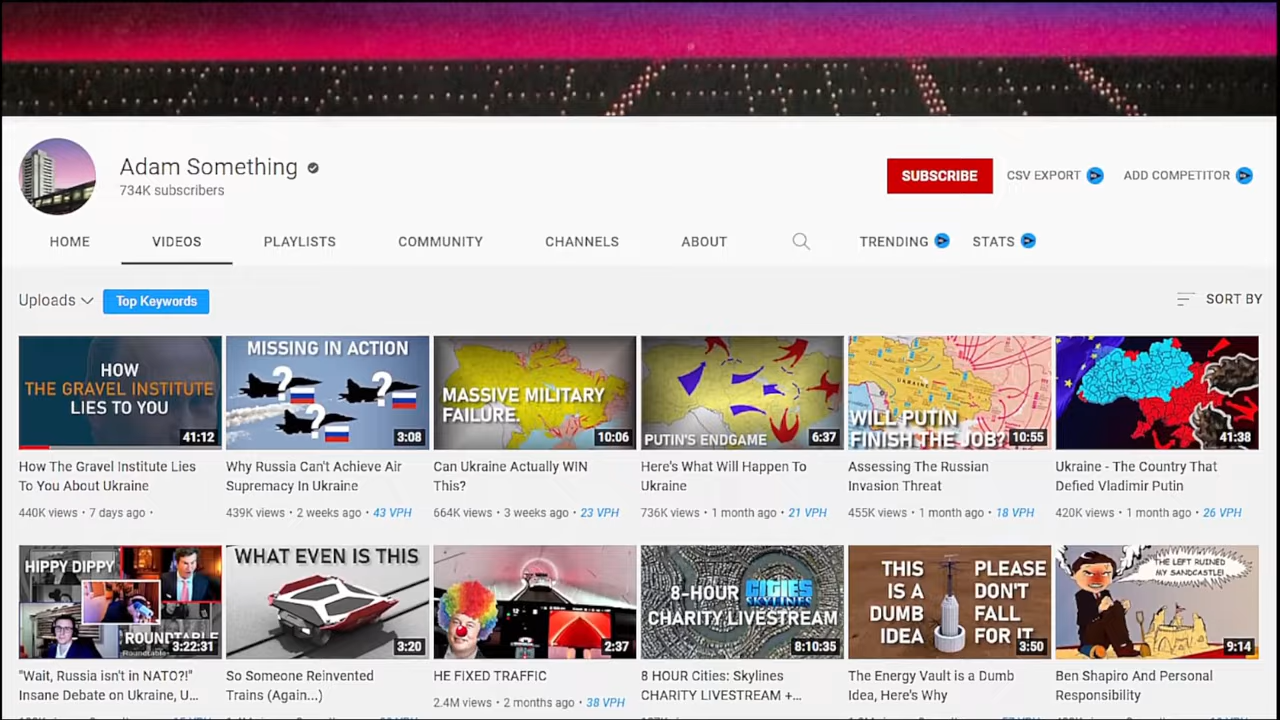 Adam Something
734K subscribers
SUBSCRIBE
CSV EXPORT
ADD COMPETITOR
HOME
VIDEOS
PLAYLISTS
COMMUNITY
CHANNELS
ABOUT
TRENDING
STATS
Uploads
Top Keywords
SORT BY
HOW
THE GRAVEL INSTITUTE
LIES TO YOU
41:12
MISSING IN ACTION
? ? ?
3:08
MASSIVE MILITARY
FAILURE.
10:06
PUTIN'S ENDGAME
6:37
UKRAINE
WILL PUTIN
FINISH THE JOB?
10:55
41:38
How The Gravel Institute Lies
To You About Ukraine
440K views • 7 days ago •
Why Russia Can't Achieve Air
Supremacy In Ukraine
439K views • 2 weeks ago • 43 VPH
Can Ukraine Actually WIN
This?
664K views • 3 weeks ago • 23 VPH
Here's What Will Happen To
Ukraine
736K views • 1 month ago • 21 VPH
Assessing The Russian
Invasion Threat
455K views • 1 month ago • 18 VPH
Ukraine - The Country That
Defied Vladimir Putin
420K views • 1 month ago • 26 VPH
HIPPY DIPPY
ROUNDTABLE
3:22:31
WHAT EVEN IS THIS
3:20
2:37
8-HOUR CITIES
SKYLINES
CHARITY LIVESTREAM
8:10:35
THIS
IS A
DUMB
IDEA
PLEASE
DON'T
FALL
FOR IT
3:50
THE LEFT RUINED
MY SANDCASTLE!
9:14
"Wait, Russia isn't in NATO?!"
Insane Debate on Ukraine, U...
So Someone Reinvented
Trains (Again...)
HE FIXED TRAFFIC
2.4M views • 2 months ago • 38 VPH
8 HOUR Cities: Skylines
CHARITY LIVESTREAM +...
The Energy Vault is a Dumb
Idea, Here's Why
Ben Shapiro And Personal
Responsibility